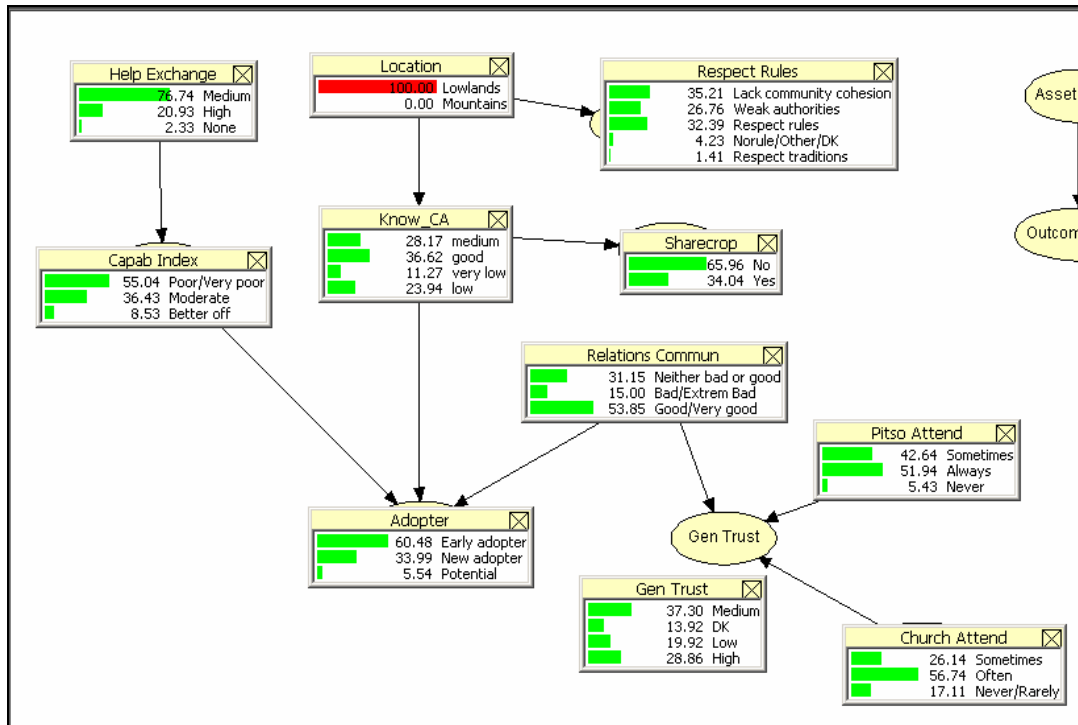 Help Exchange
76.74 Medium
20.93 High
2.33 None
Location
100.00 Lowlands
0.00 Mountains
Respect Rules
35.21 Lack community cohesion
26.76 Weak authorities
32.39 Respect rules
4.23 Norule/Other/DK
1.41 Respect traditions
Asset
Know_CA
28.17 medium
36.62 good
11.27 very low
23.94 low
Sharecrop
65.96 No
34.04 Yes
Outcom
Capab Index
55.04 Poor/Very poor
36.43 Moderate
8.53 Better off
Relations Commun
31.15 Neither bad or good
15.00 Bad/Extrem Bad
53.85 Good/Very good
Pitso Attend
42.64 Sometimes
51.94 Always
5.43 Never
Adopter
60.48 Early adopter
33.99 New adopter
5.54 Potential
Gen Trust
Gen Trust
37.30 Medium
13.92 DK
19.92 Low
28.86 High
Church Attend
26.14 Sometimes
56.74 Often
17.11 Never/Rarely